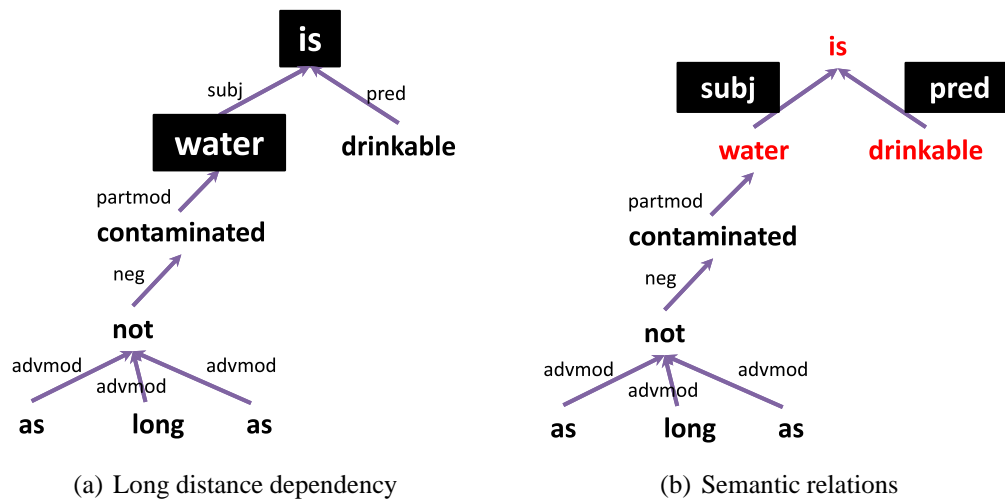 is
subj
pred
water
drinkable
partmod
contaminated
neg
not
advmod
advmod
advmod
as
long
as
(a) Long distance dependency
is
subj
pred
water
drinkable
partmod
contaminated
neg
not
advmod
advmod
advmod
as
long
as
(b) Semantic relations